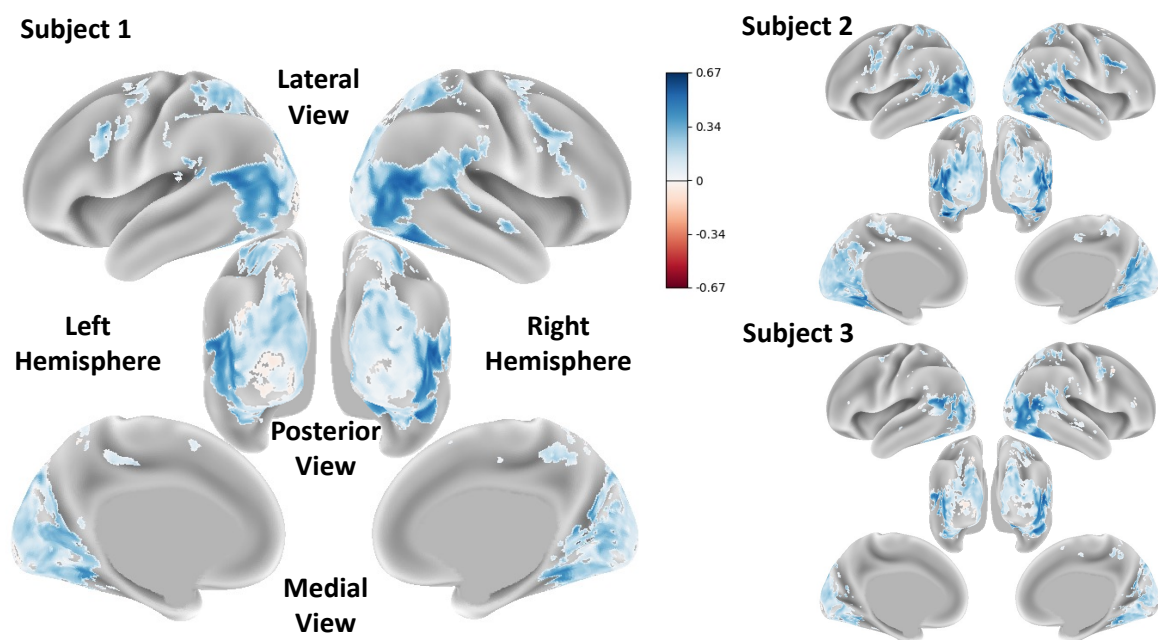 Subject 1
Lateral
View
Left
Hemisphere
Right
Hemisphere
Posterior
View
Medial
View
0.67
0.34
0
-0.34
-0.67
Subject 2
Subject 3